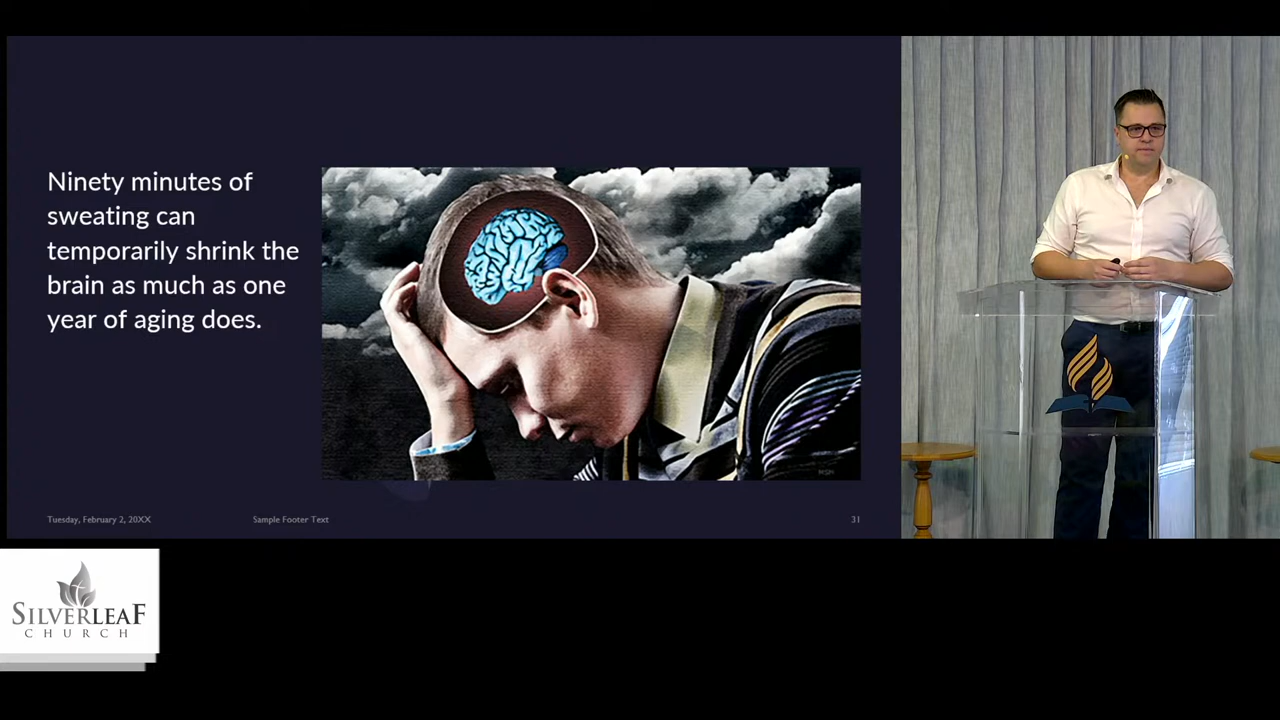 Ninety minutes of
sweating can
temporarily shrink the
brain as much as one
year of aging does.
MSN
Tuesday, February 2, 20XX
Sample Footer Text
31
SILVERLEAF
CHURCH